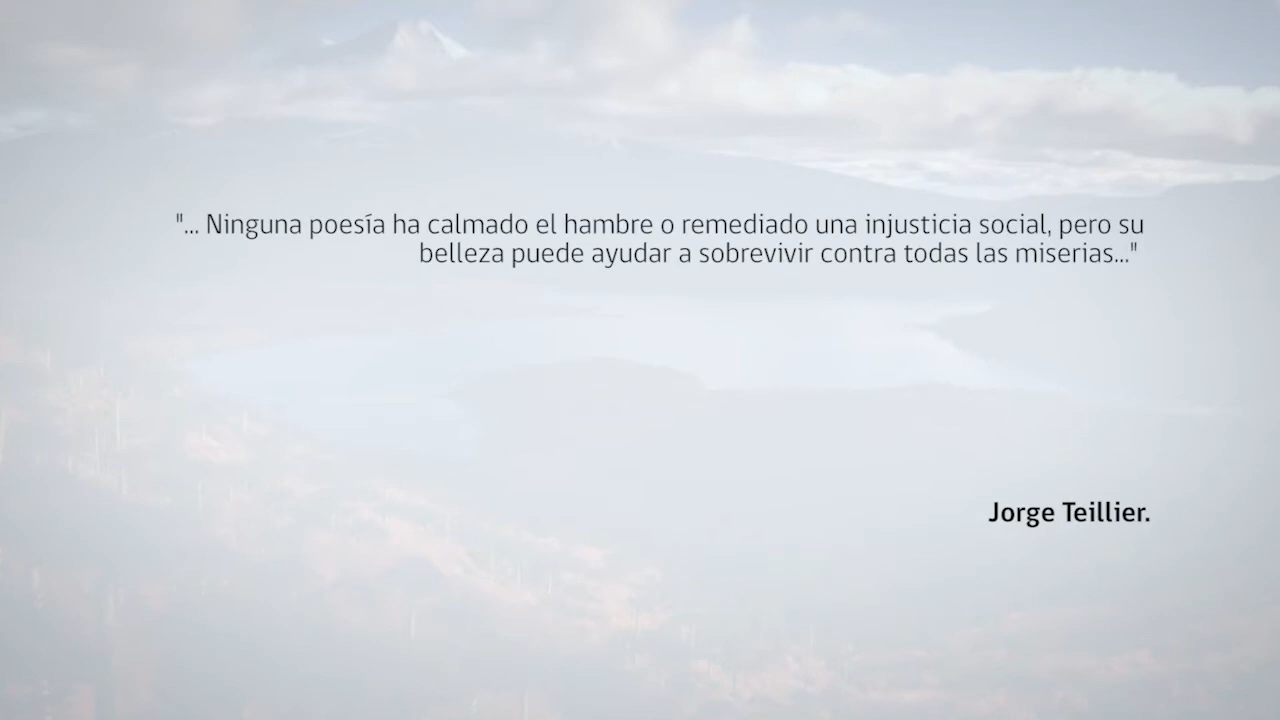 "... Ninguna poesía ha calmado el hambre o remediado una injusticia social, pero su
belleza puede ayudar a sobrevivir contra todas las miserias..."
Jorge Teillier.